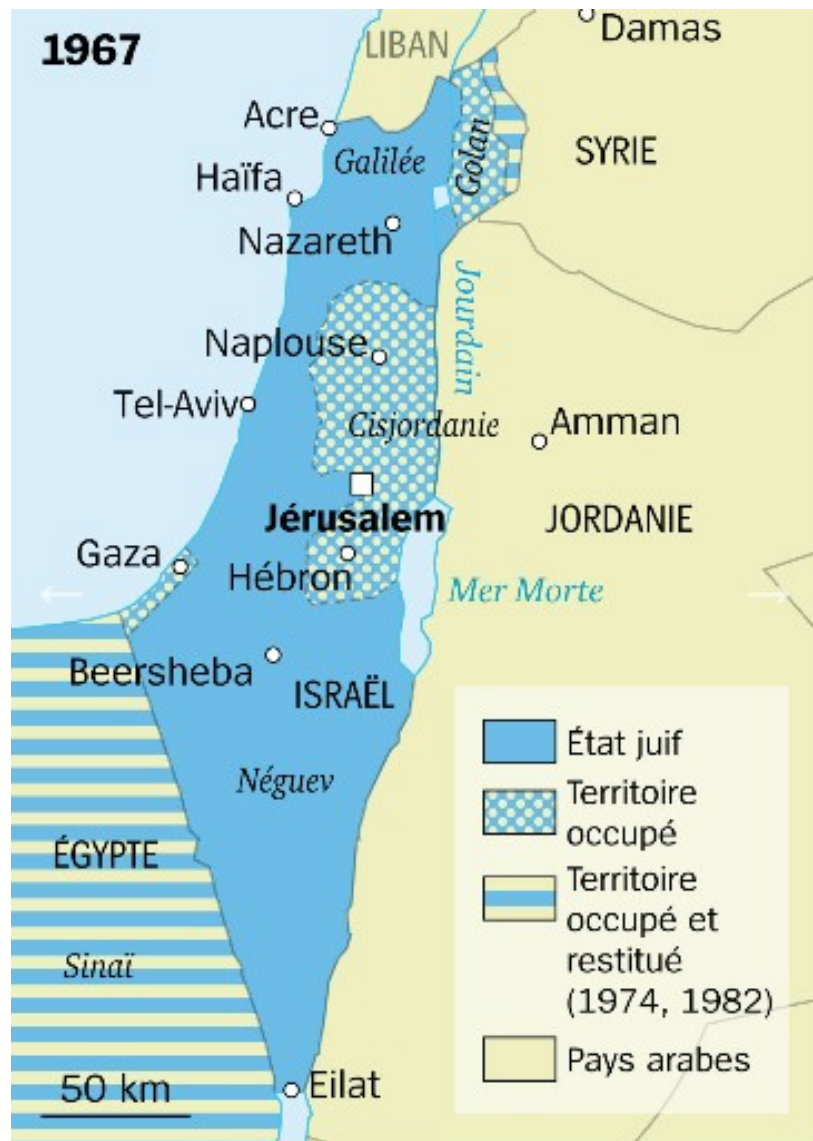 1967
LIBAN
Damas
Acre
Galilée
Golan
SYRIE
Haïfa
Nazareth
Jourdain
Naplouse
Tel-Aviv
Cisjordanie
Amman
Jérusalem
JORDANIE
Gaza
Hébron
Mer Morte
Beersheba
ISRAËL
Néguev
ÉGYPTE
Sinaï
50 km
Eilat
État juif
Territoire
occupé
Territoire
occupé et
restitué
(1974, 1982)
Pays arabes